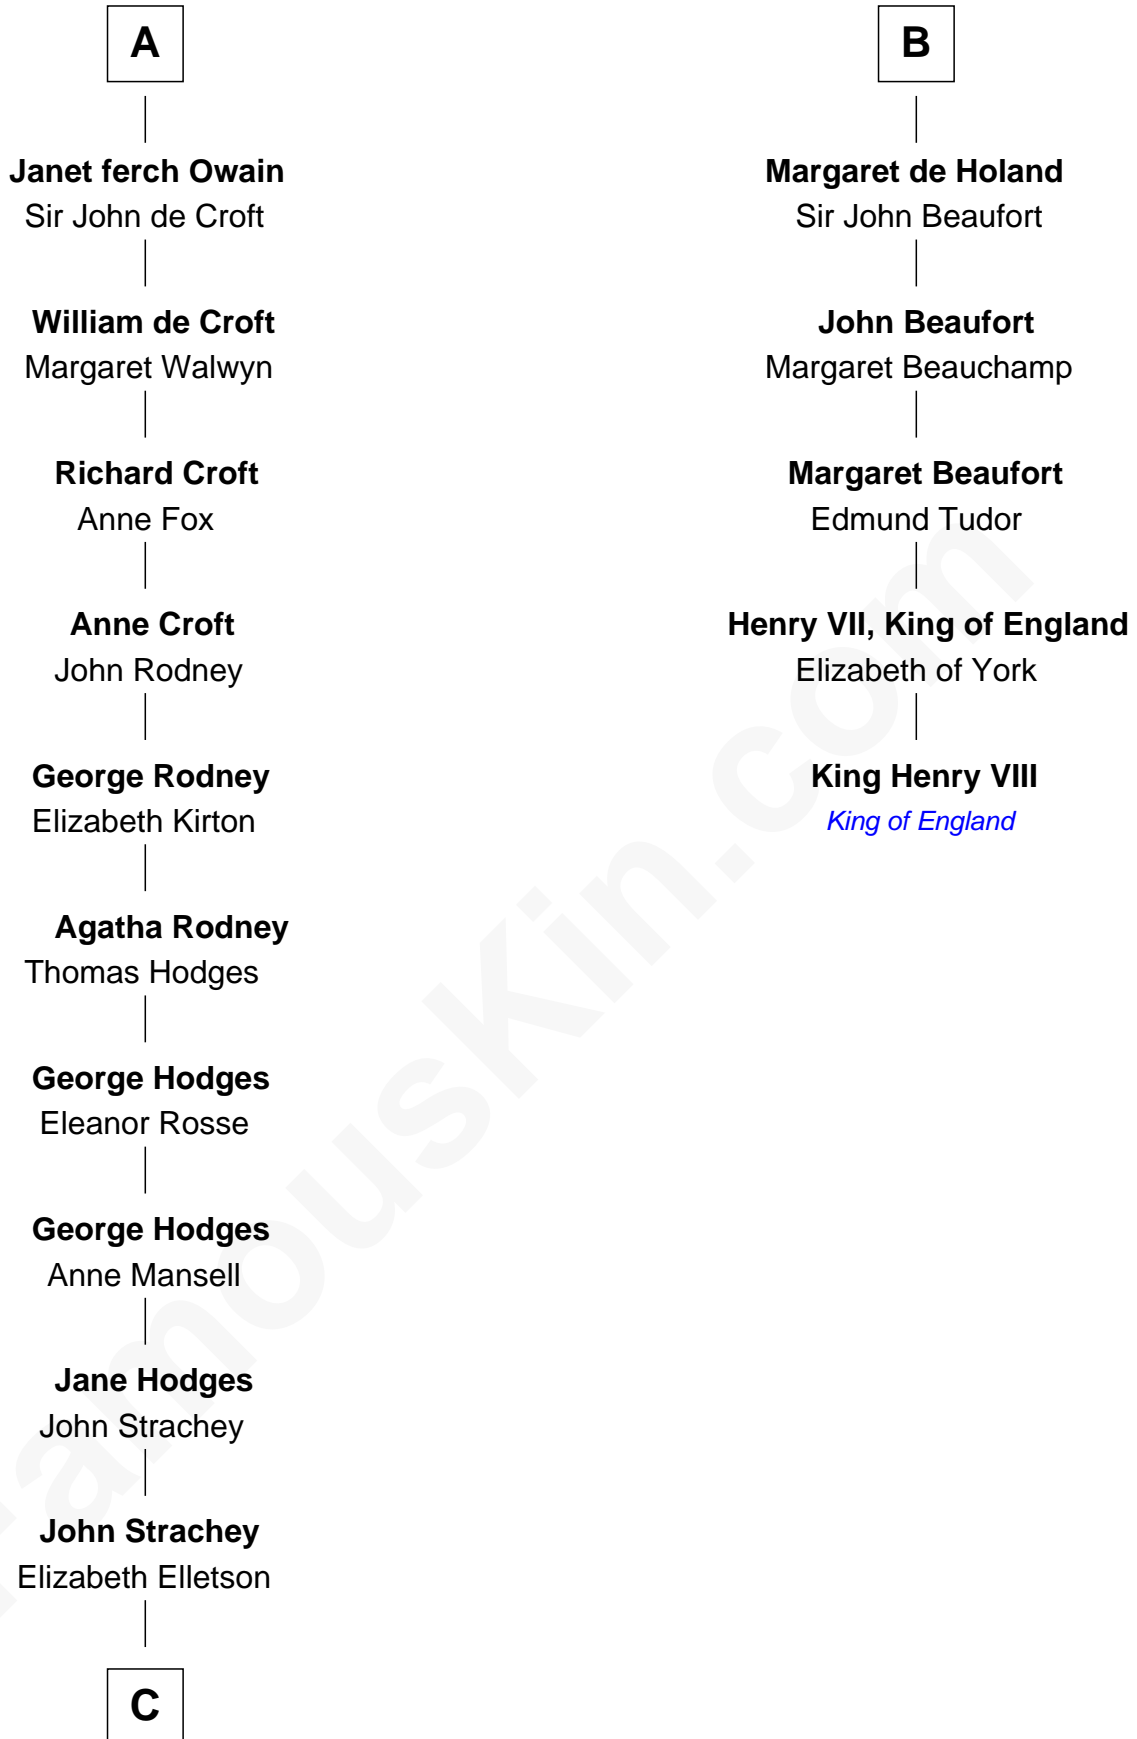 A
Janet ferch Owain
Sir John de Croft
William de Croft
Margaret Walwyn
Richard Croft
Anne Fox
Anne Croft
John Rodney
George Rodney
Elizabeth Kirton
Agatha Rodney
Thomas Hodges
George Hodges
Eleanor Rosse
George Hodges
Anne Mansell
Jane Hodges
John Strachey
John Strachey
Elizabeth Elletson
C
B
Margaret de Holand
Sir John Beaufort
John Beaufort
Margaret Beauchamp
Margaret Beaufort
Edmund Tudor
Henry VII, King of England
Elizabeth of York
King Henry VIII
King of England
FamousKin.com